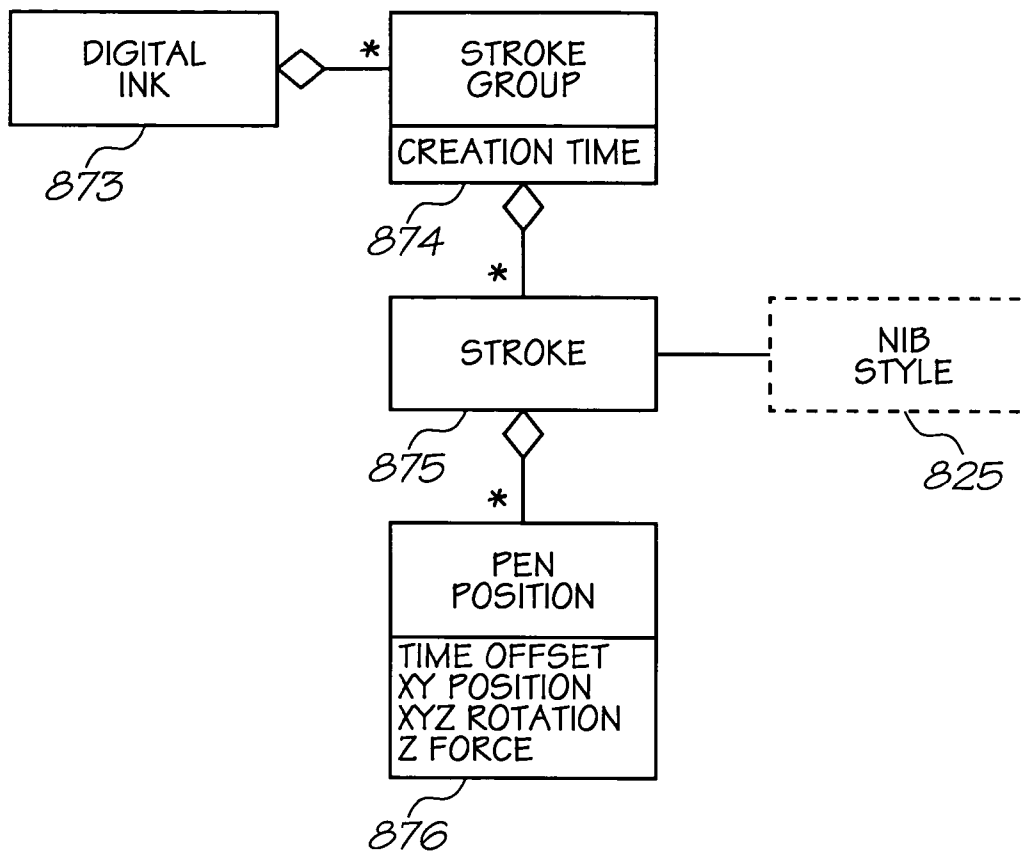 DIGITAL
INK
873
*
STROKE
GROUP
CREATION TIME
874
*
STROKE
875
NIB
STYLE
825
*
PEN
POSITION
TIME OFFSET
XY POSITION
XYZ ROTATION
Z FORCE
876